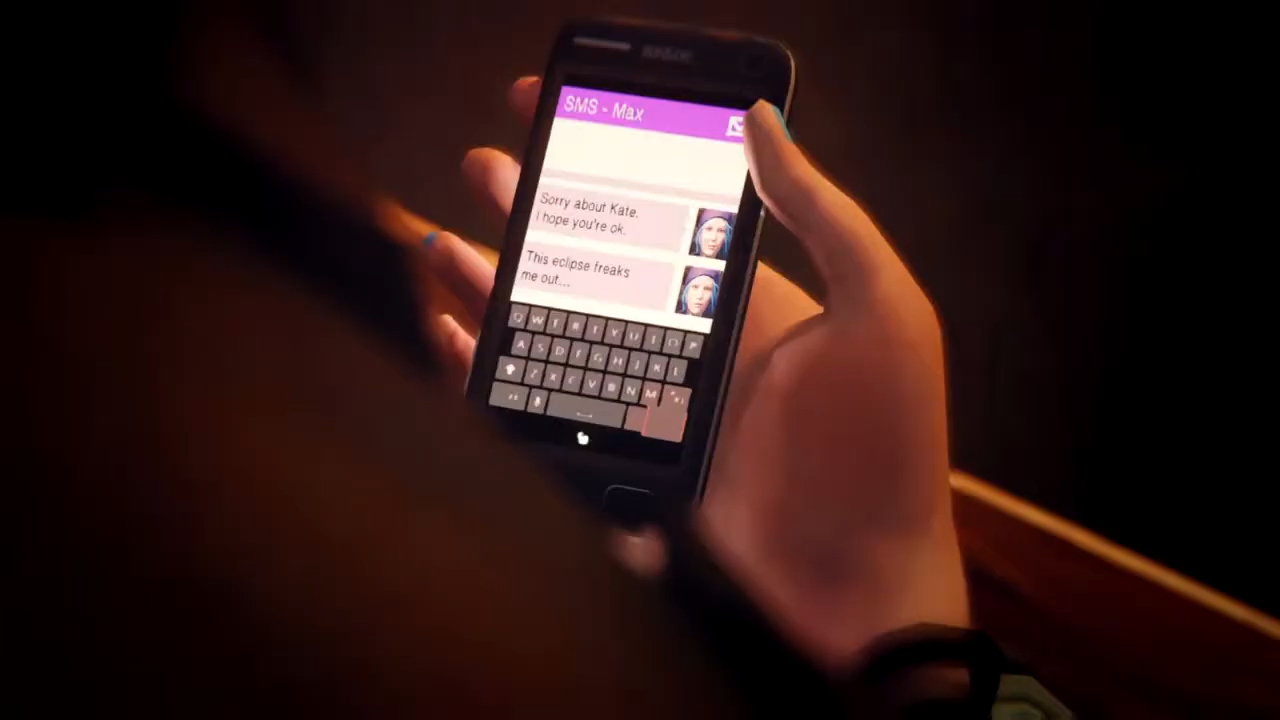 SMS - Max
Sorry about Kate.
I hope you're ok.
This eclipse freaks
me out...
Q W E R T Y U I O P
A S D F G H J K L
Z X C V B N M